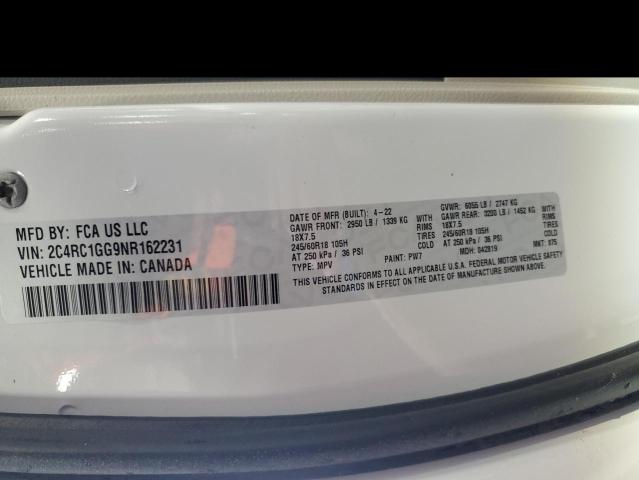 MFD BY: FCA US LLC
VIN: 2C4RC1GG9NR162231
VEHICLE MADE IN: CANADA
DATE OF MFR (BUILT): 4-22
GAWR FRONT: 2950 LB / 1339 KG WITH
18X7.5 RIMS
245/60R18 105H TIRES
AT 250 kPa / 36 PSI COLD
TYPE: MPV PAINT: PW7
GVWR: 6055 LB / 2747 KG
GAWR REAR: 3200 LB / 1452 KG WITH
18X7.5 RIMS
245/60R18 105H TIRES
AT 250 kPa / 36 PSI COLD
MDH: 042819 MNT: 875
THIS VEHICLE CONFORMS TO ALL APPLICABLE U.S.A. FEDERAL MOTOR VEHICLE SAFETY
STANDARDS IN EFFECT ON THE DATE OF MANUFACTURE SHOWN ABOVE.